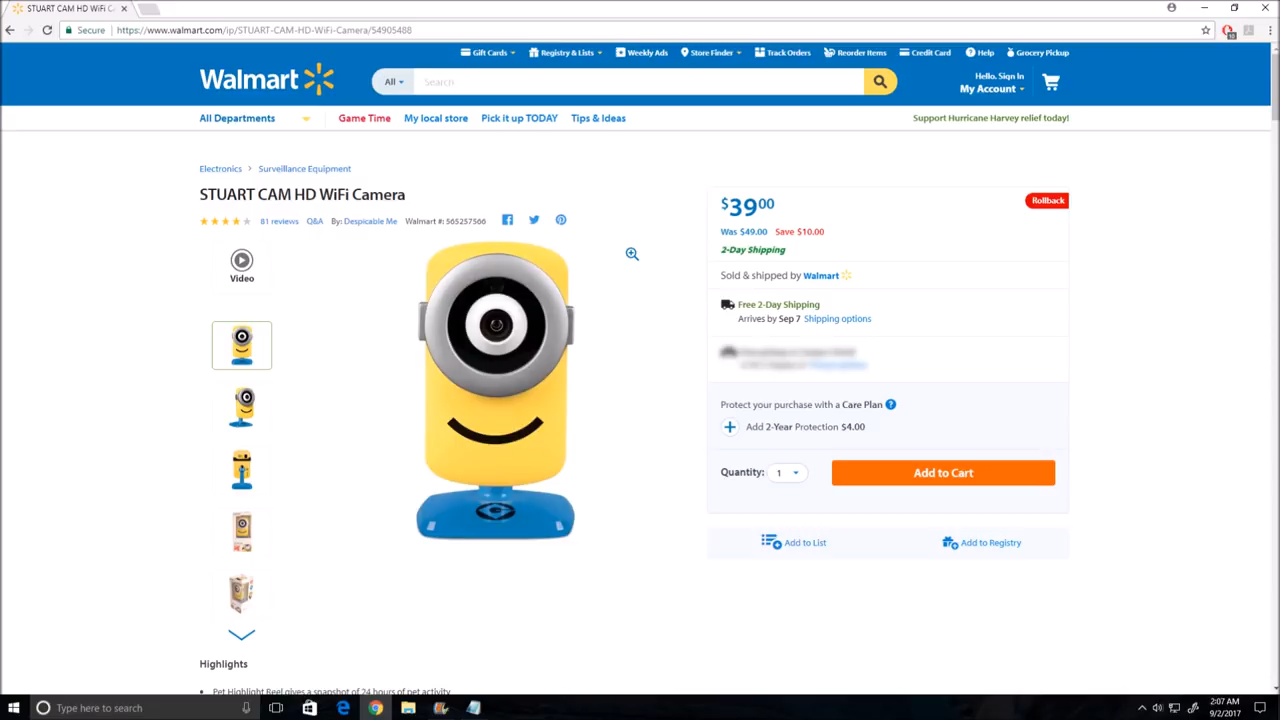 STUART CAM HD WiFi C
Secure https://www.walmart.com/ip/STUART-CAM-HD-WiFi-Camera/54905488
Gift Cards Registry & Lists Weekly Ads Store Finder Track Orders Reorder Items Credit Card Help Grocery Pickup
Walmart All Search Hello. Sign In
My Account
All Departments Game Time My local store Pick it up TODAY Tips & Ideas Support Hurricane Harvey relief today!
Electronics > Surveillance Equipment
STUART CAM HD WiFi Camera
81 reviews Q&A By: Despicable Me Walmart #: 565257566
Video
$3900 Rollback
Was $49.00 Save $10.00
2-Day Shipping
Sold & shipped by Walmart
Free 2-Day Shipping
Arrives by Sep 7 Shipping options
Protect your purchase with a Care Plan ?
+ Add 2-Year Protection $4.00
Quantity: 1 Add to Cart
Add to List Add to Registry
Highlights
• Pet Highlight Reel gives a snapshot of 24 hours of pet activity
Type here to search
2:07 AM
9/2/2017